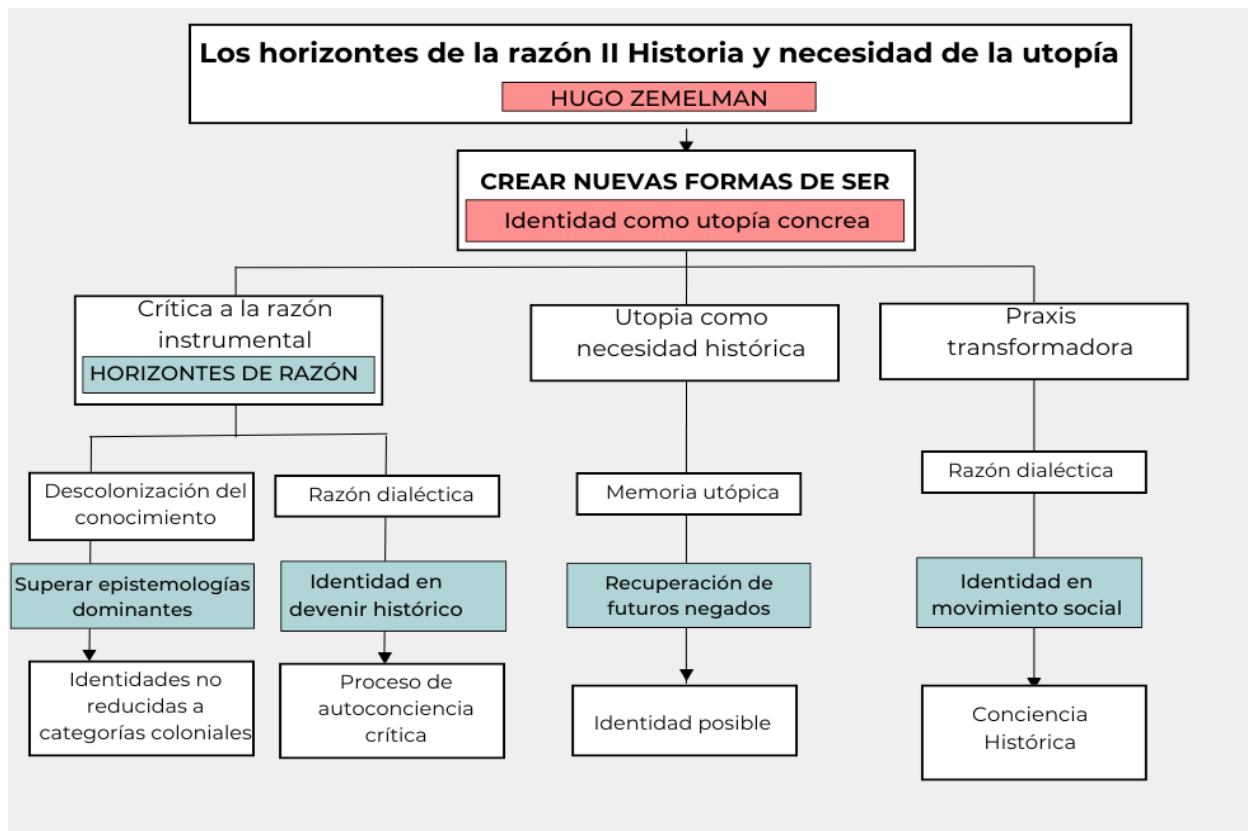 Los horizontes de la razón II Historia y necesidad de la utopía
HUGO ZEMELMAN
CREAR NUEVAS FORMAS DE SER
Identidad como utopía concrea
Crítica a la razón
instrumental
HORIZONTES DE RAZÓN
Utopia como
necesidad histórica
Praxis
transformadora
Descolonización del
conocimiento
Razón dialéctica
Memoria utópica
Razón dialéctica
Superar epistemologías
dominantes
Identidad en
devenir histórico
Recuperación de
futuros negados
Identidad en
movimiento social
Identidades no
reducidas a
categorías coloniales
Proceso de
autoconciencia
crítica
Identidad posible
Conciencia
Histórica